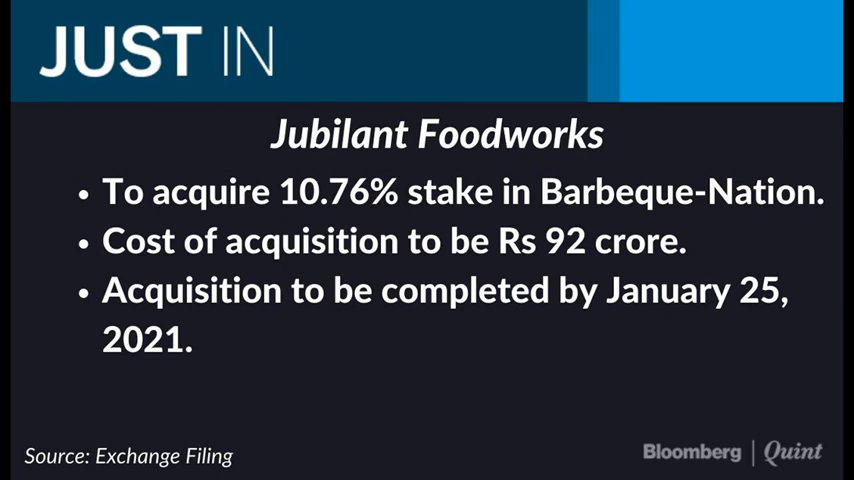 JUST IN
Jubilant Foodworks
• To acquire 10.76% stake in Barbeque-Nation.
• Cost of acquisition to be Rs 92 crore.
• Acquisition to be completed by January 25,
2021.
Source: Exchange Filing
Bloomberg | Quint